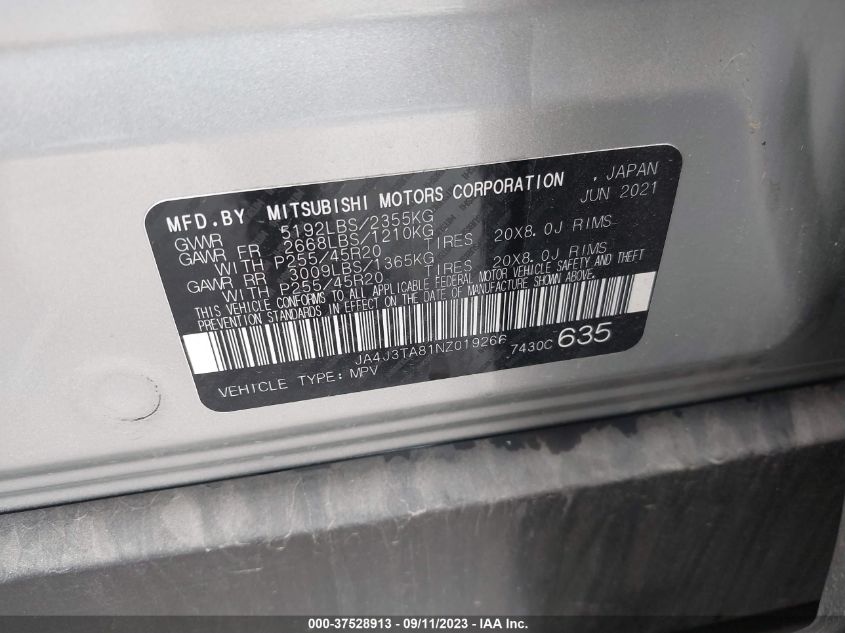 MFD.BY MITSUBISHI MOTORS CORPORATION , JAPAN
GVWR 5192LBS/2355KG JUN 2021
GAWR FR 2668LBS/1210KG
WITH P255/45R20 TIRES 20X8.0J RIMS
GAWR RR 3009LBS/1365KG
WITH P255/45R20 TIRES 20X8.0J RIMS
THIS VEHICLE CONFORMS TO ALL APPLICABLE FEDERAL MOTOR VEHICLE SAFETY AND THEFT
PREVENTION STANDARDS IN EFFECT ON THE DATE OF MANUFACTURE SHOWN ABOVE.
JA4J3TA81NZ019266 7430C 635
VEHICLE TYPE: MPV
000-37528913 - 09/11/2023 - IAA Inc.